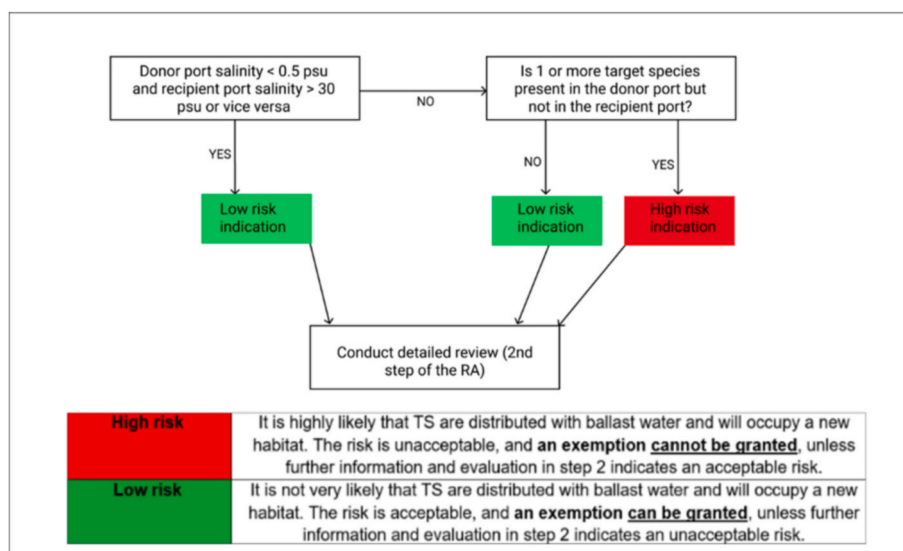 Donor port salinity < 0.5 psu
and recipient port salinity > 30
psu or vice versa
NO
Is 1 or more target species
present in the donor port but
not in the recipient port?
YES
NO
YES
Low risk
indication
Low risk
indication
High risk
indication
Conduct detailed review (2nd
step of the RA)
High risk
It is highly likely that TS are distributed with ballast water and will occupy a new
habitat. The risk is unacceptable, and an exemption cannot be granted, unless
further information and evaluation in step 2 indicates an acceptable risk.
Low risk
It is not very likely that TS are distributed with ballast water and will occupy a new
habitat. The risk is acceptable, and an exemption can be granted, unless further
information and evaluation in step 2 indicates an unacceptable risk.